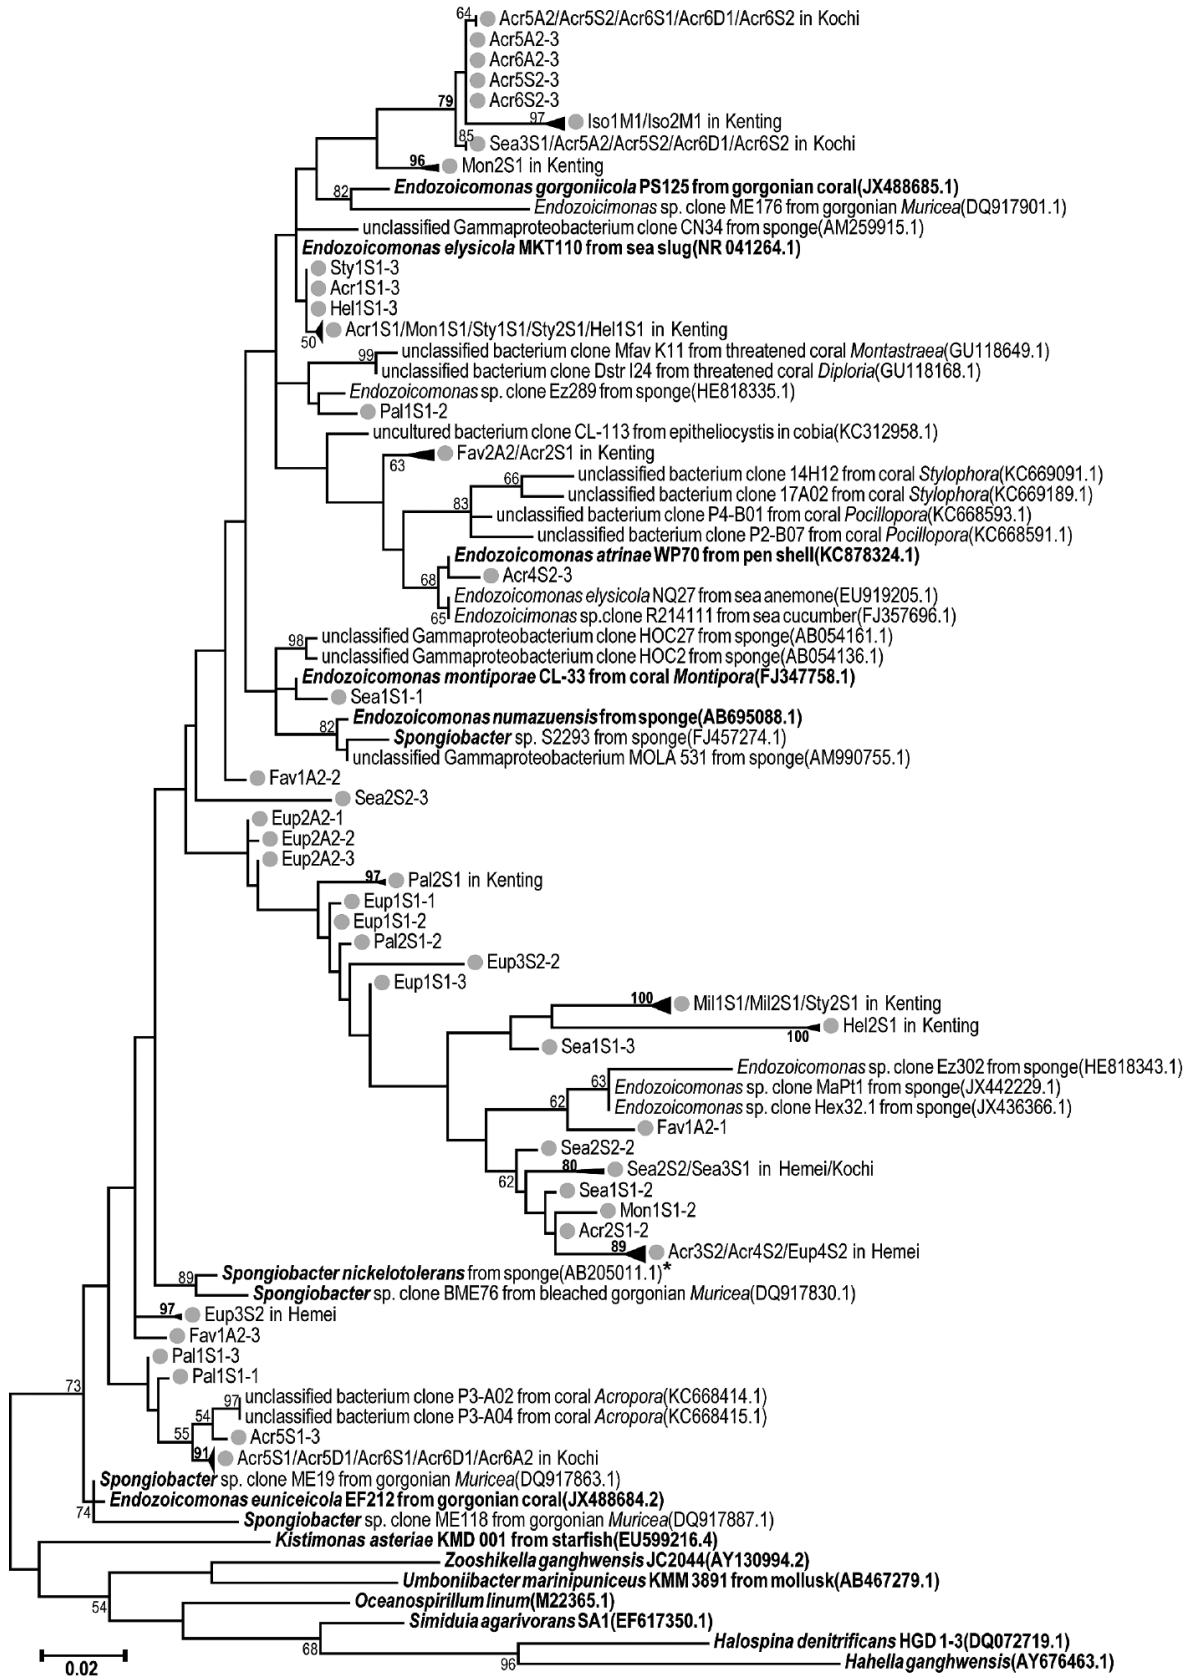 64 Acr5A2/Acr5S2/Acr6S1/Acr6D1/Acr6S2 in Kochi
Acr5A2-3
Acr6A2-3
Acr5S2-3
79 Acr6S2-3
97 Iso1M1/Iso2M1 in Kenting
85 Sea3S1/Acr5A2/Acr5S2/Acr6D1/Acr6S2 in Kochi
96 Mon2S1 in Kenting
82 Endozoicomonas gorgoniicola PS125 from gorgonian coral(JX488685.1)
Endozoicimonas sp. clone ME176 from gorgonian Muricea(DQ917901.1)
unclassified Gammaproteobacterium clone CN34 from sponge(AM259915.1)
Endozoicomonas elysicola MKT110 from sea slug(NR 041264.1)
Sty1S1-3
Acr1S1-3
Hel1S1-3
50 Acr1S1/Mon1S1/Sty1S1/Sty2S1/Hel1S1 in Kenting
99 unclassified bacterium clone Mfav K11 from threatened coral Montastraea(GU118649.1)
unclassified bacterium clone Dstr I24 from threatened coral Diploria(GU118168.1)
Endozoicomonas sp. clone Ez289 from sponge(HE818335.1)
Pal1S1-2
uncultured bacterium clone CL-113 from epitheliocystis in cobia(KC312958.1)
63 Fav2A2/Acr2S1 in Kenting
66 unclassified bacterium clone 14H12 from coral Stylophora(KC669091.1)
unclassified bacterium clone 17A02 from coral Stylophora(KC669189.1)
83 unclassified bacterium clone P4-B01 from coral Pocillopora(KC668593.1)
unclassified bacterium clone P2-B07 from coral Pocillopora(KC668591.1)
Endozoicomonas atrinae WP70 from pen shell(KC878324.1)
68 Acr4S2-3
Endozoicomonas elysicola NQ27 from sea anemone(EU919205.1)
65 Endozoicimonas sp.clone R214111 from sea cucumber(FJ357696.1)
98 unclassified Gammaproteobacterium clone HOC27 from sponge(AB054161.1)
unclassified Gammaproteobacterium clone HOC2 from sponge(AB054136.1)
Endozoicomonas montiporae CL-33 from coral Montipora(FJ347758.1)
Sea1S1-1
82 Endozoicomonas numazuensis from sponge(AB695088.1)
Spongiobacter sp. S2293 from sponge(FJ457274.1)
unclassified Gammaproteobacterium MOLA 531 from sponge(AM990755.1)
Fav1A2-2
Sea2S2-3
Eup2A2-1
Eup2A2-2
Eup2A2-3
97 Pal2S1 in Kenting
Eup1S1-1
Eup1S1-2
Pal2S1-2
Eup3S2-2
Eup1S1-3
100 Mil1S1/Mil2S1/Sty2S1 in Kenting
100 Hel2S1 in Kenting
Sea1S1-3
Endozoicomonas sp. clone Ez302 from sponge(HE818343.1)
63 Endozoicomonas sp. clone MaPt1 from sponge(JX442229.1)
62 Endozoicomonas sp. clone Hex32.1 from sponge(JX436366.1)
Fav1A2-1
Sea2S2-2
80 Sea2S2/Sea3S1 in Hemei/Kochi
62 Sea1S1-2
Mon1S1-2
Acr2S1-2
89 Acr3S2/Acr4S2/Eup4S2 in Hemei
89 Spongiobacter nickelotolerans from sponge(AB205011.1)*
Spongiobacter sp. clone BME76 from bleached gorgonian Muricea(DQ917830.1)
97 Eup3S2 in Hemei
Fav1A2-3
Pal1S1-3
73 Pal1S1-1
97 unclassified bacterium clone P3-A02 from coral Acropora(KC668414.1)
54 unclassified bacterium clone P3-A04 from coral Acropora(KC668415.1)
55 Acr5S1-3
91 Acr5S1/Acr5D1/Acr6S1/Acr6D1/Acr6A2 in Kochi
Spongiobacter sp. clone ME19 from gorgonian Muricea(DQ917863.1)
74 Endozoicomonas euniceicola EF212 from gorgonian coral(JX488684.2)
Spongiobacter sp. clone ME118 from gorgonian Muricea(DQ917887.1)
Kistimonas asteriae KMD 001 from starfish(EU599216.4)
Zooshikella ganghwensis JC2044(AY130994.2)
Umboniibacter marinipuniceus KMM 3891 from mollusk(AB467279.1)
54 Oceanospirillum linum(M22365.1)
Simiduia agarivorans SA1(EF617350.1)
68 Halospina denitrificans HGD 1-3(DQ072719.1)
96 Hahella ganghwensis(AY676463.1)
0.02